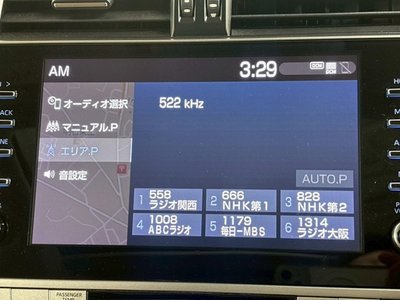 AM
3:29
DCM
DCM
オーディオ選択
522 kHz
マニュアル.P
エリア.P
音設定
AUTO.P
1 558 ラジオ関西
2 666 NHK第1
3 828 NHK第2
4 1008 ABCラジオ
5 1179 毎日-MBS
6 1314 ラジオ大阪
PASSENGER